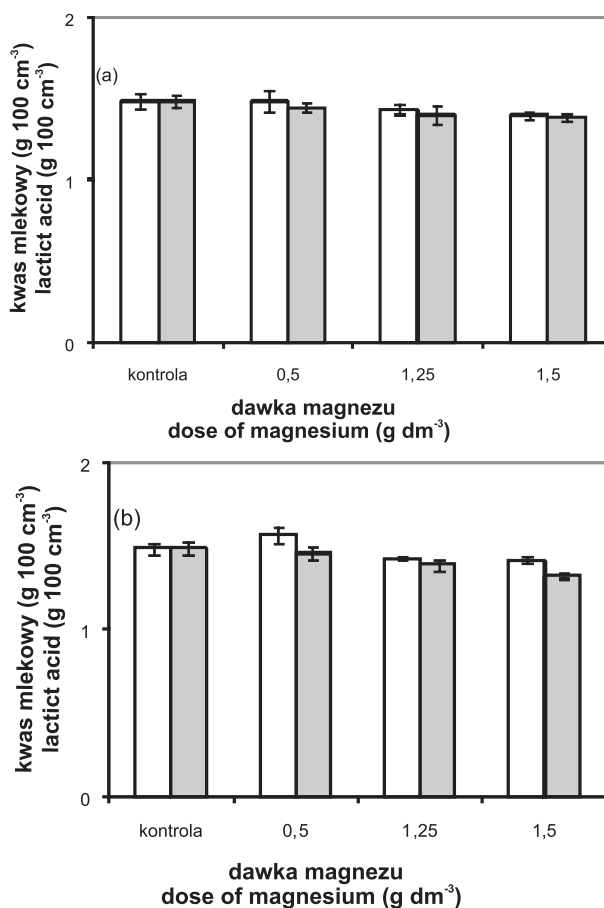 2
(a)
kwas mlekowy (g 100 cm⁻³)
lactict acid (g 100 cm⁻³)
1
0
kontrola 0,5 1,25 1,5
dawka magnezu
dose of magnesium (g dm⁻³)
2
(b)
kwas mlekowy (g 100 cm⁻³)
lactict acid (g 100 cm⁻³)
1
0
kontrola 0,5 1,25 1,5
dawka magnezu
dose of magnesium (g dm⁻³)